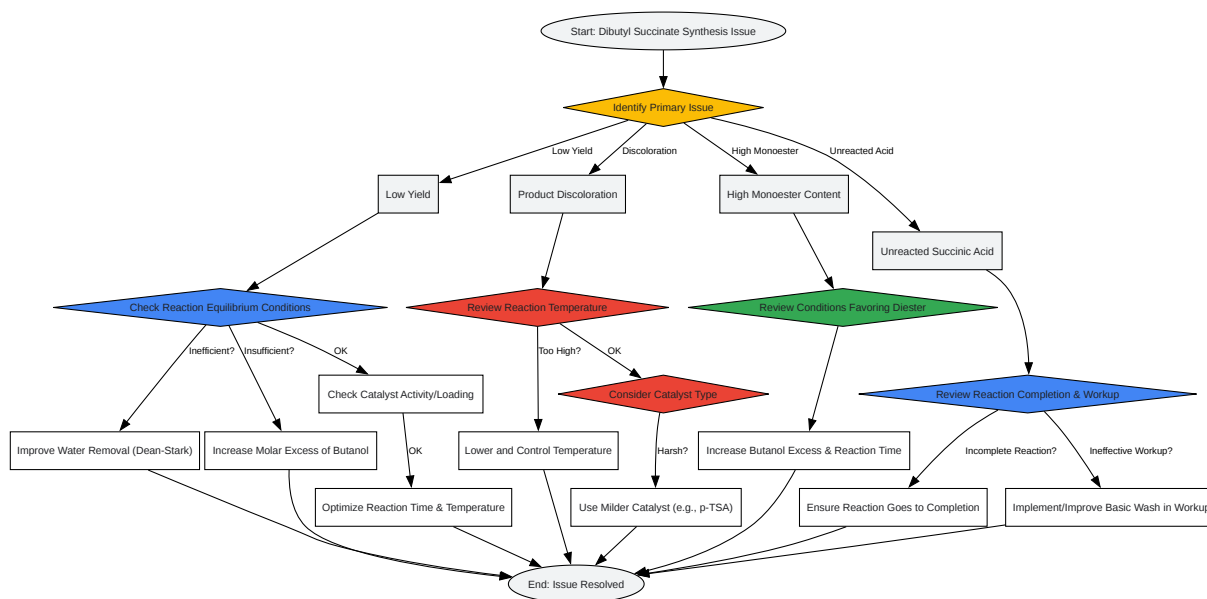 Start: Dibutyl Succinate Synthesis Issue
Identify Primary Issue
Low Yield
Discoloration
High Monoester
Unreacted Acid
Low Yield
Product Discoloration
High Monoester Content
Unreacted Succinic Acid
Check Reaction Equilibrium Conditions
Review Reaction Temperature
Review Conditions Favoring Diester
Inefficient?
Insufficient?
OK
Too High?
OK
Check Catalyst Activity/Loading
Consider Catalyst Type
Review Reaction Completion & Workup
Improve Water Removal (Dean-Stark)
Increase Molar Excess of Butanol
OK
Lower and Control Temperature
Harsh?
Increase Butanol Excess & Reaction Time
Incomplete Reaction?
Ineffective Workup?
Optimize Reaction Time & Temperature
Use Milder Catalyst (e.g., p-TSA)
Ensure Reaction Goes to Completion
Implement/Improve Basic Wash in Workup
End: Issue Resolved